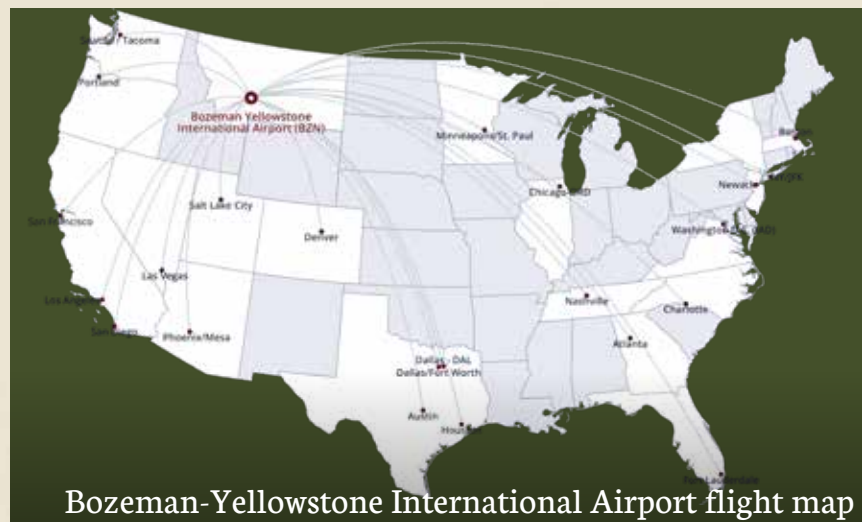 Seattle / Tacoma
Portland
Bozeman Yellowstone
International Airport (BZN)
Minneapolis/St. Paul
Boston
Chicago-ORD
Newark
Salt Lake City
San Francisco
Denver
Washington D.C. (IAD)
Las Vegas
Los Angeles
Nashville
Charlotte
San Diego
Phoenix/Mesa
Atlanta
Dallas - DAL
Dallas/Fort Worth
Austin
Houston
Fort Lauderdale
Bozeman-Yellowstone International Airport flight map